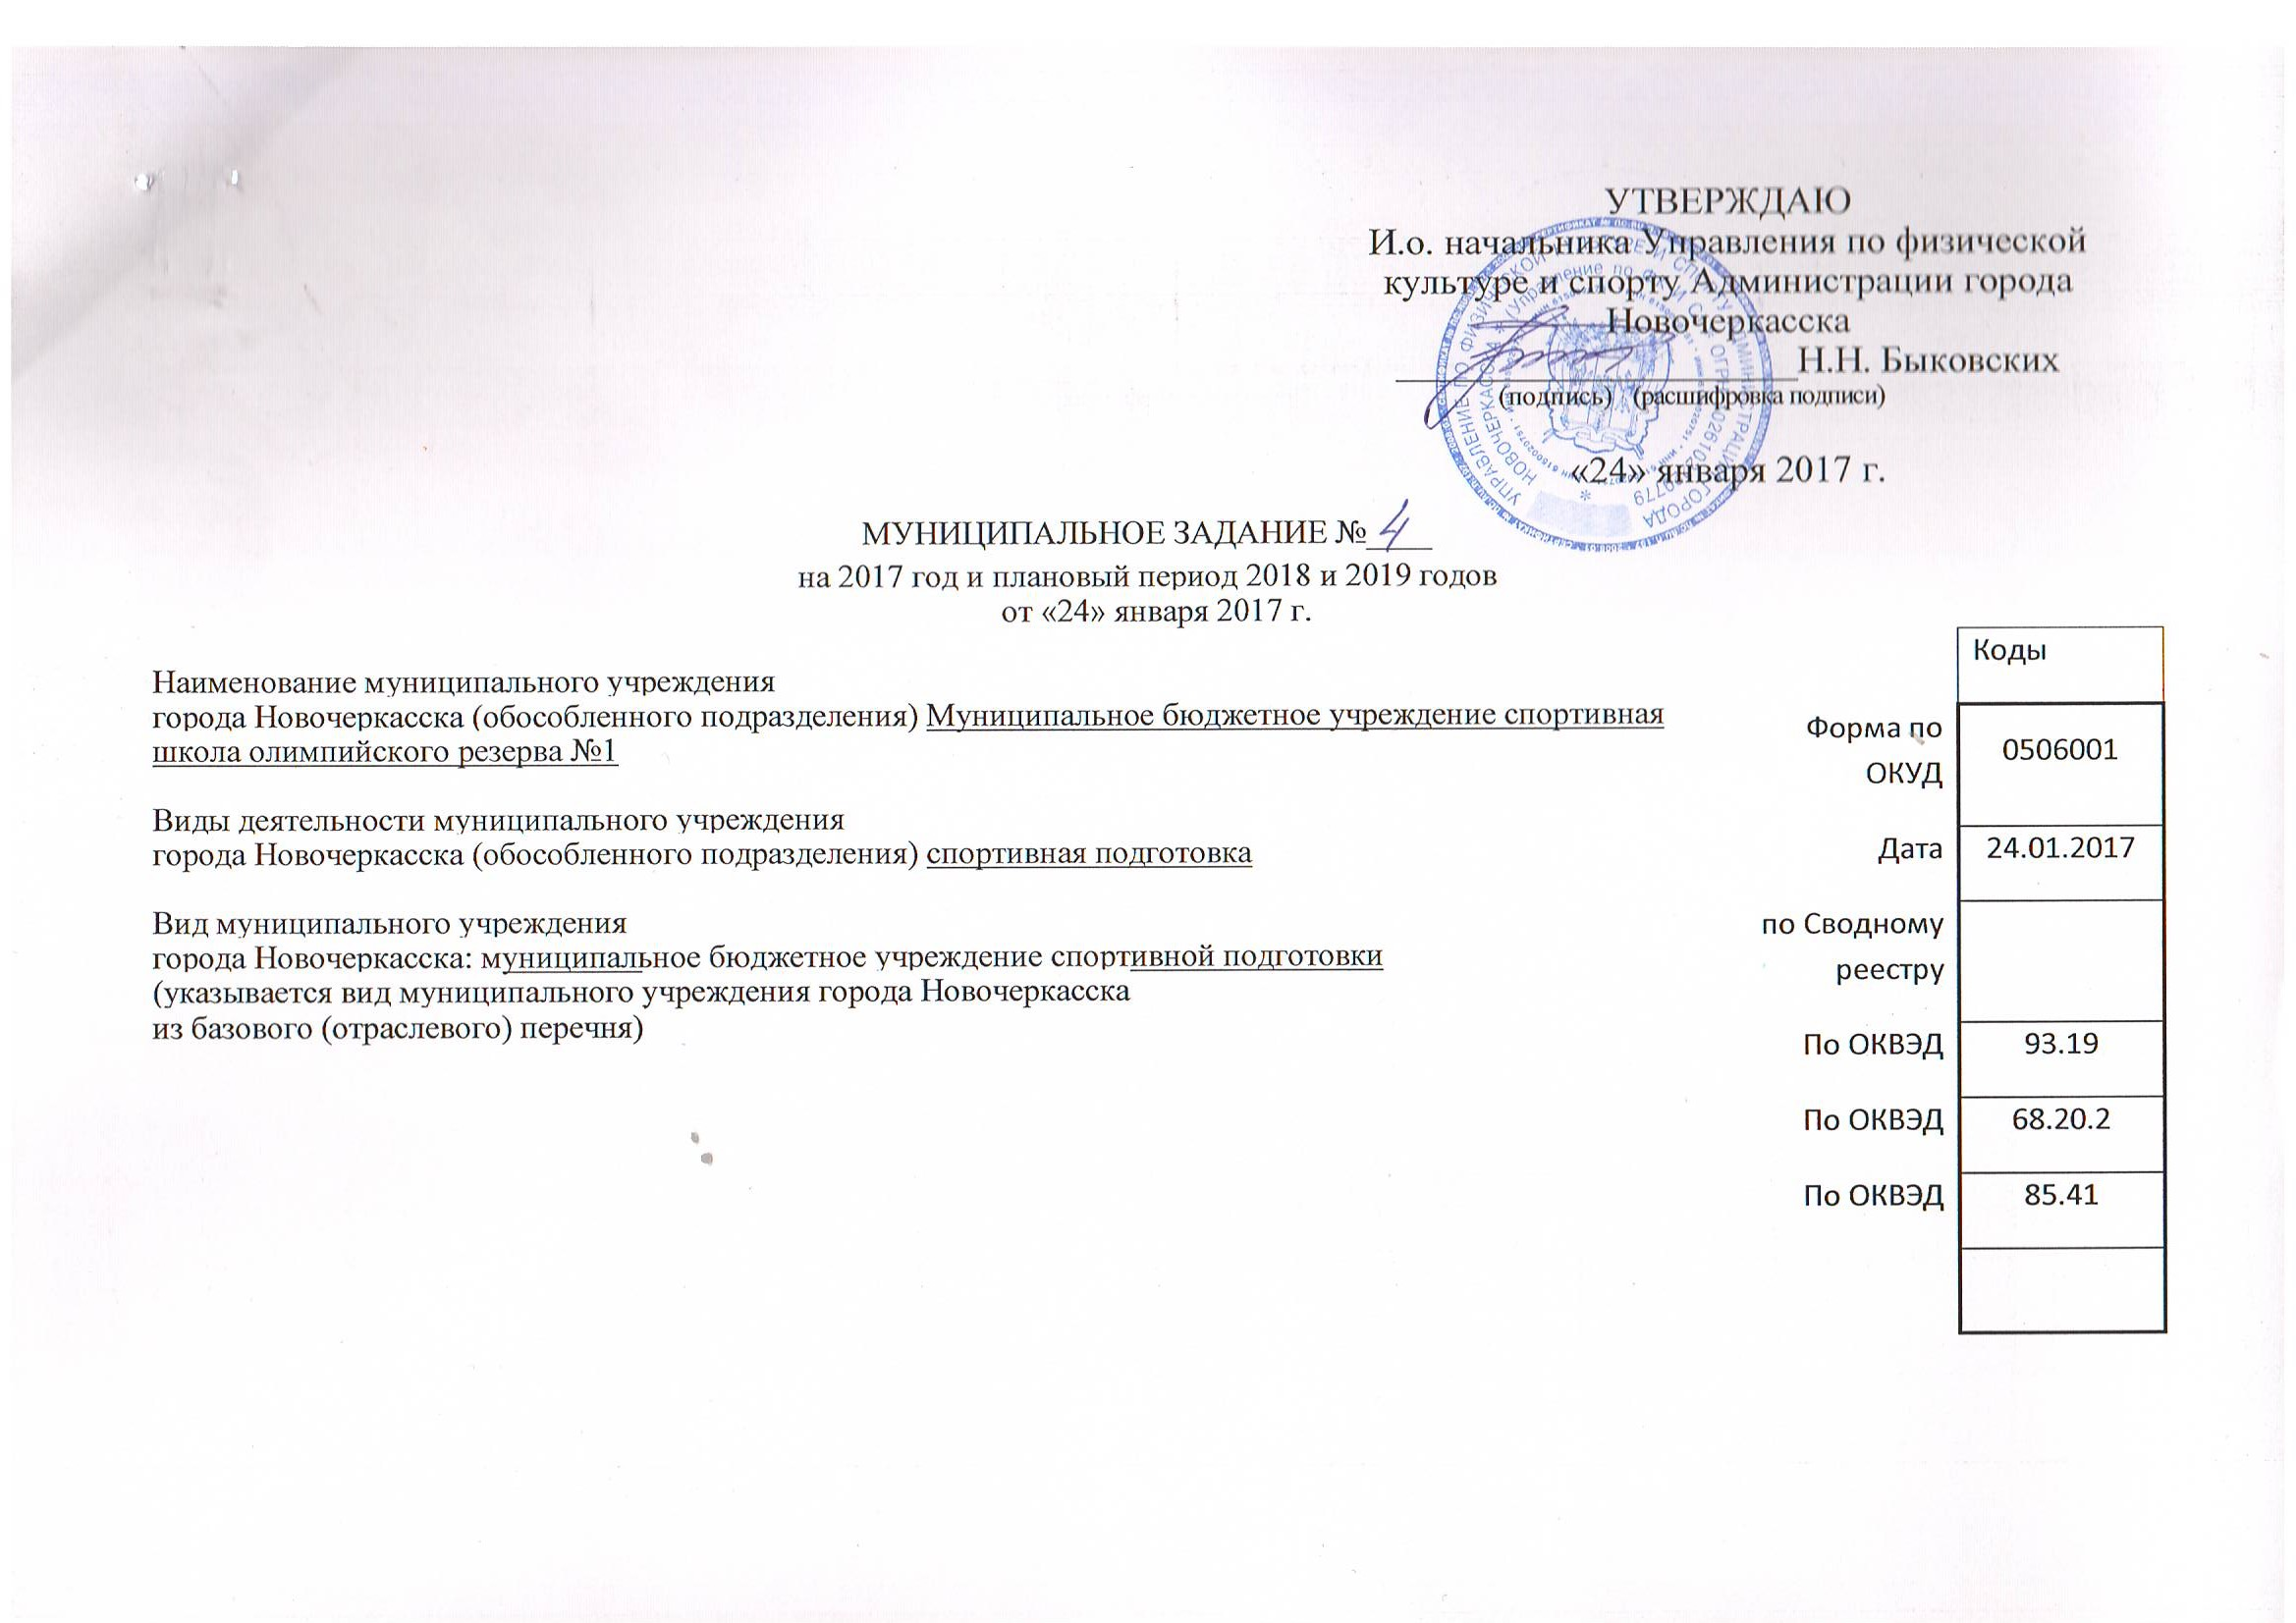 УТВЕРЖДАЮ
И.о. начальника Управления по физической
культуре и спорту Администрации города
Новочеркасска
Н.Н. Быковских
(подпись) (расшифровка подписи)
«24» января 2017 г.
МУНИЦИПАЛЬНОЕ ЗАДАНИЕ № 4
на 2017 год и плановый период 2018 и 2019 годов
от «24» января 2017 г.
Наименование муниципального учреждения
города Новочеркасска (обособленного подразделения) Муниципальное бюджетное учреждение спортивная
школа олимпийского резерва №1
Виды деятельности муниципального учреждения
города Новочеркасска (обособленного подразделения) спортивная подготовка
Вид муниципального учреждения
города Новочеркасска: муниципальное бюджетное учреждение спортивной подготовки
(указывается вид муниципального учреждения города Новочеркасска
из базового (отраслевого) перечня)
Коды
Форма по
ОКУД
0506001
Дата 24.01.2017
по Сводному
реестру
По ОКВЭД 93.19
По ОКВЭД 68.20.2
По ОКВЭД 85.41